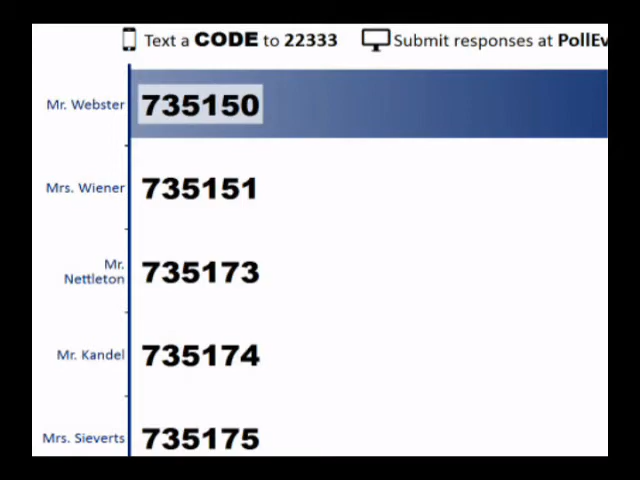 Text a CODE to 22333 Submit responses at PollEv
Mr. Webster 735150
Mrs. Wiener 735151
Mr.
Nettleton 735173
Mr. Kandel 735174
Mrs. Sieverts 735175